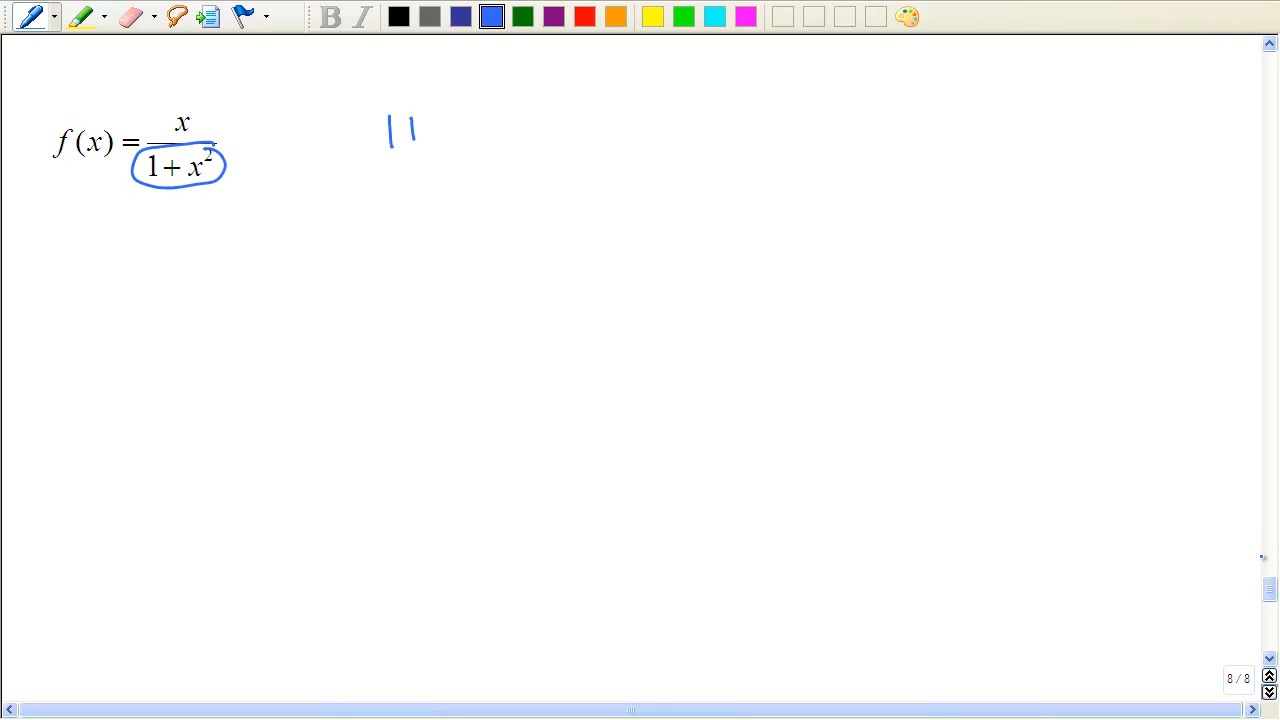 B I
f(x) = x / (1 + x²)
8/8